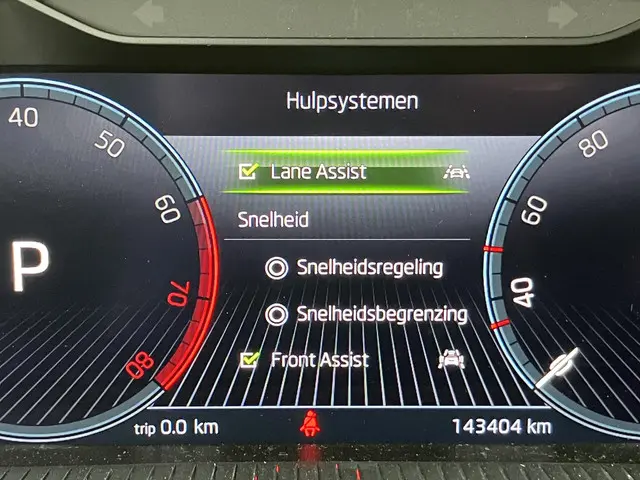 Hulpsystemen
40
50
60
70
80
P
Lane Assist
Snelheid
Snelheidsregeling
Snelheidsbegrenzing
Front Assist
80
60
40
trip 0.0 km
143404 km